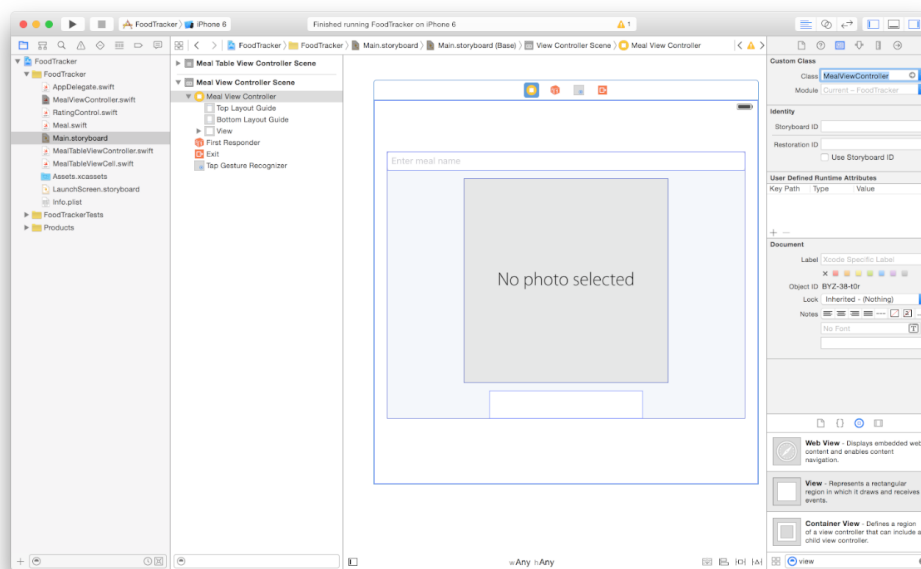 FoodTracker
iPhone 6
Finished running FoodTracker on iPhone 6
1
FoodTracker
FoodTracker
Main.storyboard
Main.storyboard (Base)
View Controller Scene
Meal View Controller
FoodTracker
FoodTracker
AppDelegate.swift
MealViewController.swift
RatingControl.swift
Meal.swift
Main.storyboard
MealTableViewController.swift
MealTableViewCell.swift
Assets.xcassets
LaunchScreen.storyboard
Info.plist
FoodTrackerTests
Products
Meal Table View Controller Scene
Meal View Controller Scene
Meal View Controller
Top Layout Guide
Bottom Layout Guide
View
First Responder
Exit
Tap Gesture Recognizer
Enter meal name
No photo selected
wAny hAny
Custom Class
Class MealViewController
Module Current – FoodTracker
Identity
Storyboard ID
Restoration ID
Use Storyboard ID
User Defined Runtime Attributes
Key Path Type Value
Document
Label Xcode Specific Label
Object ID BYZ-38-t0r
Lock Inherited - (Nothing)
Notes
No Font
Web View - Displays embedded web
content and enables content
navigation.
View - Represents a rectangular
region in which it draws and receives
events.
Container View - Defines a region
of a view controller that can include a
child view controller.
view